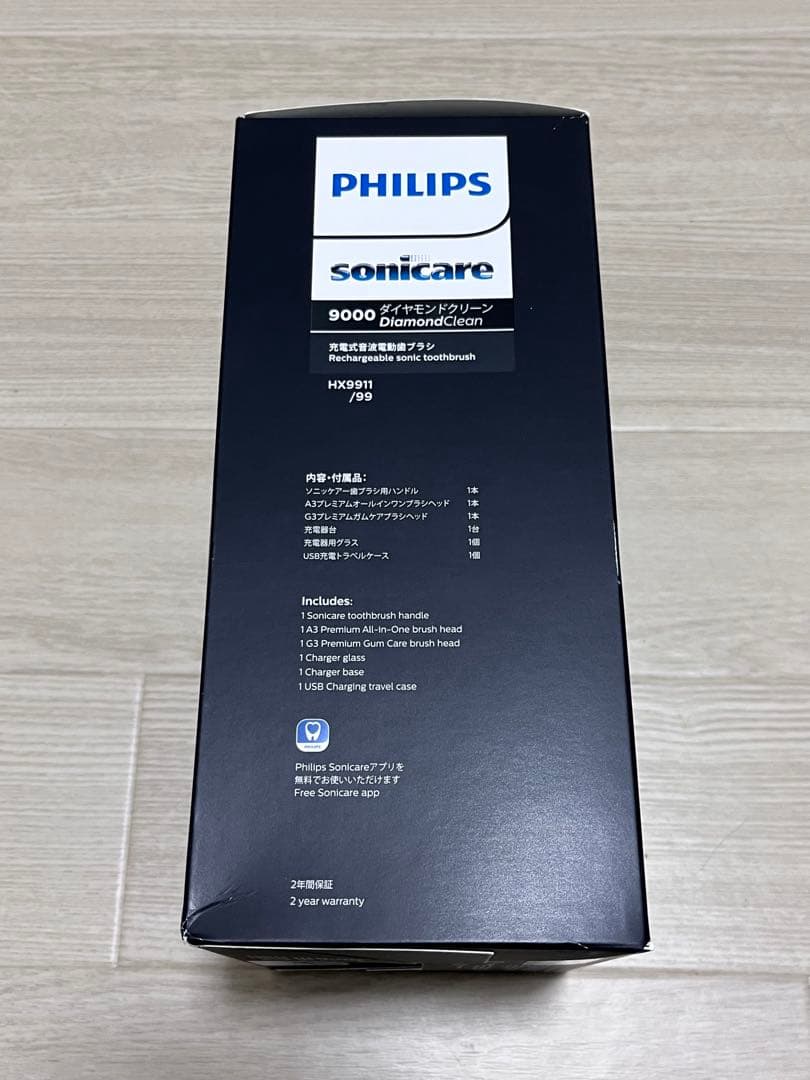 PHILIPS
sonicare
9000 ダイヤモンドクリーン
DiamondClean
充電式音波電動歯ブラシ
Rechargeable sonic toothbrush
HX9911
/99
内容・付属品:
ソニッケアー歯ブラシ用ハンドル 1本
A3プレミアムオールインワンブラシヘッド 1本
G3プレミアムガムケアブラシヘッド 1本
充電器台 1台
充電器用グラス 1個
USB充電トラベルケース 1個
Includes:
1 Sonicare toothbrush handle
1 A3 Premium All-in-One brush head
1 G3 Premium Gum Care brush head
1 Charger glass
1 Charger base
1 USB Charging travel case
PHILIPS
Philips Sonicareアプリを
無料でお使いいただけます
Free Sonicare app
2年間保証
2 year warranty